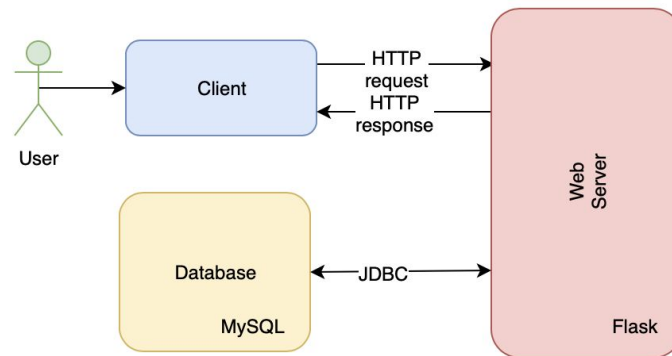 User
Client
HTTP
request
HTTP
response
Web
Server
Flask
Database
MySQL
JDBC